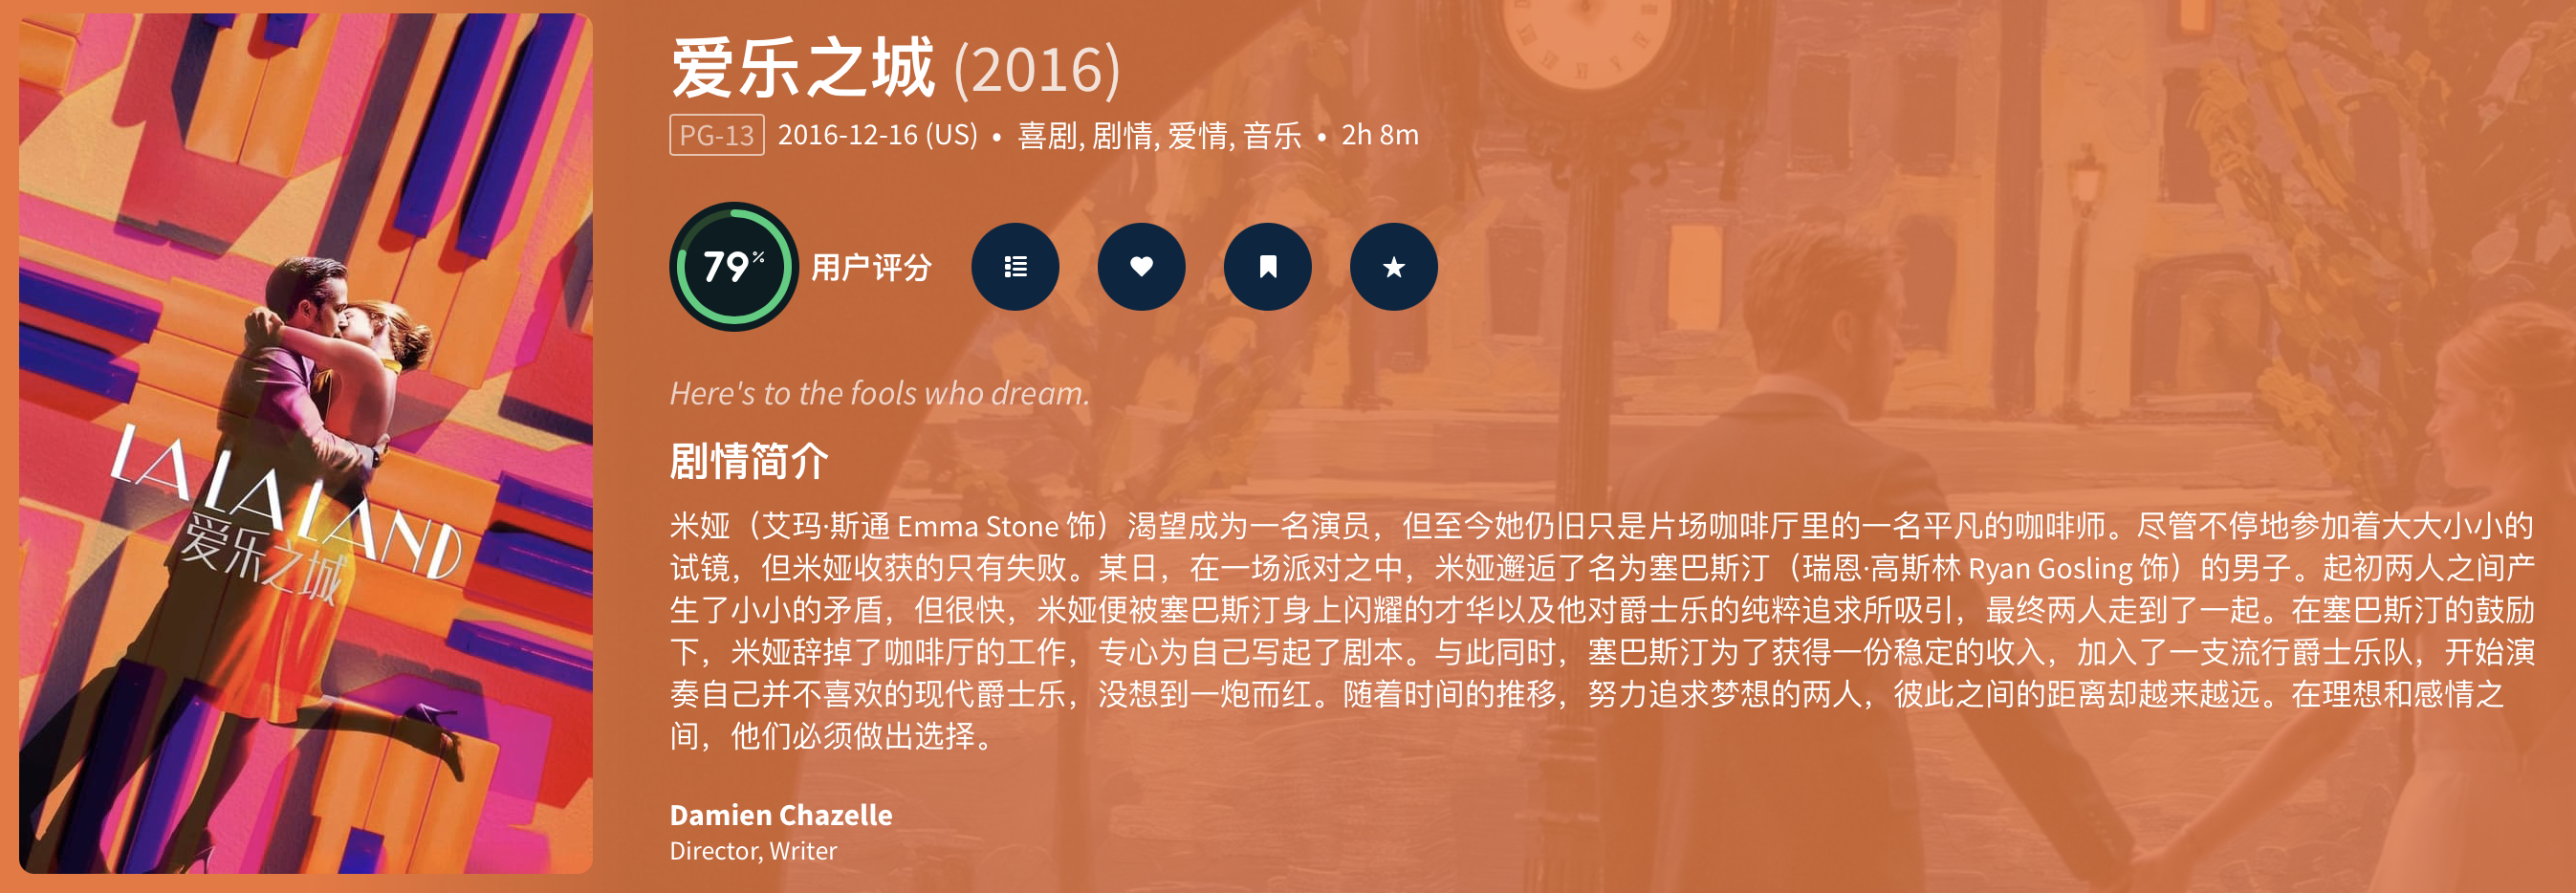 LA LA LAND
爱乐之城
爱乐之城 (2016)
PG-13 2016-12-16 (US) • 喜剧, 剧情, 爱情, 音乐 • 2h 8m
79% 用户评分
Here's to the fools who dream.
剧情简介
米娅（艾玛·斯通 Emma Stone 饰）渴望成为一名演员，但至今她仍旧只是片场咖啡厅里的一名平凡的咖啡师。尽管不停地参加着大大小小的
试镜，但米娅收获的只有失败。某日，在一场派对之中，米娅邂逅了名为塞巴斯汀（瑞恩·高斯林 Ryan Gosling 饰）的男子。起初两人之间产
生了小小的矛盾，但很快，米娅便被塞巴斯汀身上闪耀的才华以及他对爵士乐的纯粹追求所吸引，最终两人走到了一起。在塞巴斯汀的鼓励
下，米娅辞掉了咖啡厅的工作，专心为自己写起了剧本。与此同时，塞巴斯汀为了获得一份稳定的收入，加入了一支流行爵士乐队，开始演
奏自己并不喜欢的现代爵士乐，没想到一炮而红。随着时间的推移，努力追求梦想的两人，彼此之间的距离却越来越远。在理想和感情之
间，他们必须做出选择。
Damien Chazelle
Director, Writer